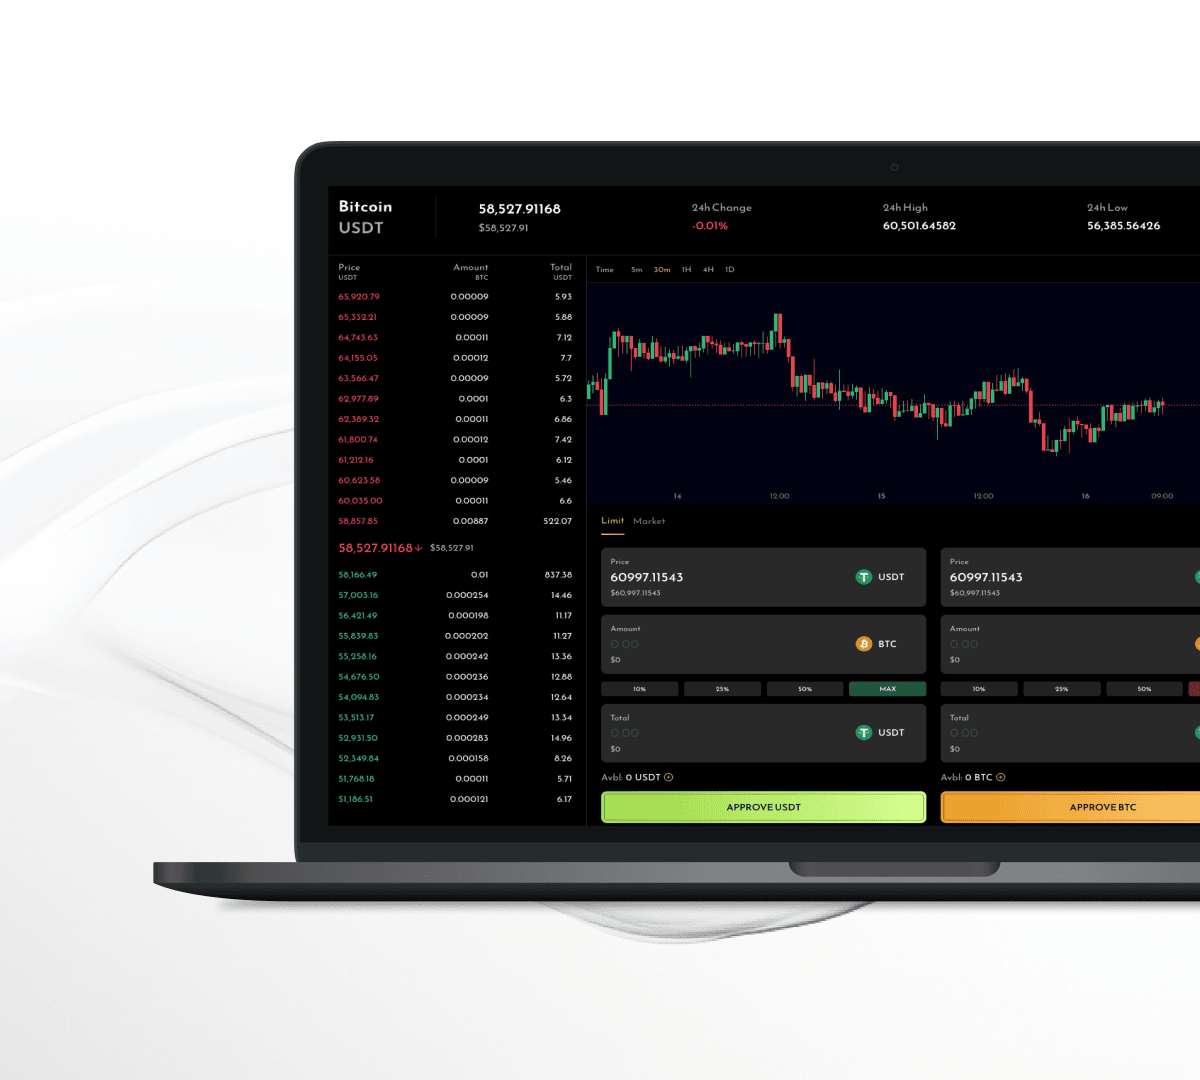 Bitcoin
USDT
58,527.91168
$58,527.91
24h Change
-0.01%
24h High
60,501.64582
24h Low
56,385.56426
Price Amount Total
USDT BTC USDT
65,920.79 0.00009 5.93
65,332.21 0.00009 5.88
64,743.63 0.00011 7.12
64,155.05 0.00012 7.7
63,566.47 0.00009 5.72
62,977.89 0.0001 6.3
62,389.32 0.00011 6.86
61,800.74 0.00012 7.42
61,212.16 0.0001 6.12
60,623.58 0.00009 5.46
60,035.00 0.00011 6.6
58,857.85 0.00887 522.07
58,527.91168↓ $58,527.91
58,166.49 0.01 837.38
57,003.16 0.000254 14.46
56,421.49 0.000198 11.17
55,839.83 0.000202 11.27
55,258.16 0.000242 13.36
54,676.50 0.000236 12.88
54,094.83 0.000234 12.64
53,513.17 0.000249 13.34
52,931.50 0.000283 14.96
52,349.84 0.000158 8.26
51,768.18 0.00011 5.71
51,186.51 0.000121 6.17
Time 5m 30m 1H 4H 1D
14 12:00 15 12:00 16 09:00
Limit Market
Price
60997.11543 USDT
$60,997.11543
Amount
0.00 BTC
$0
10% 25% 50% MAX
Total
0.00 USDT
$0
Avbl: 0 USDT
APPROVE USDT
Price
60997.11543
$60,997.11543
Amount
0.00
$0
10% 25% 50%
Total
0.00
$0
Avbl: 0 BTC
APPROVE BTC